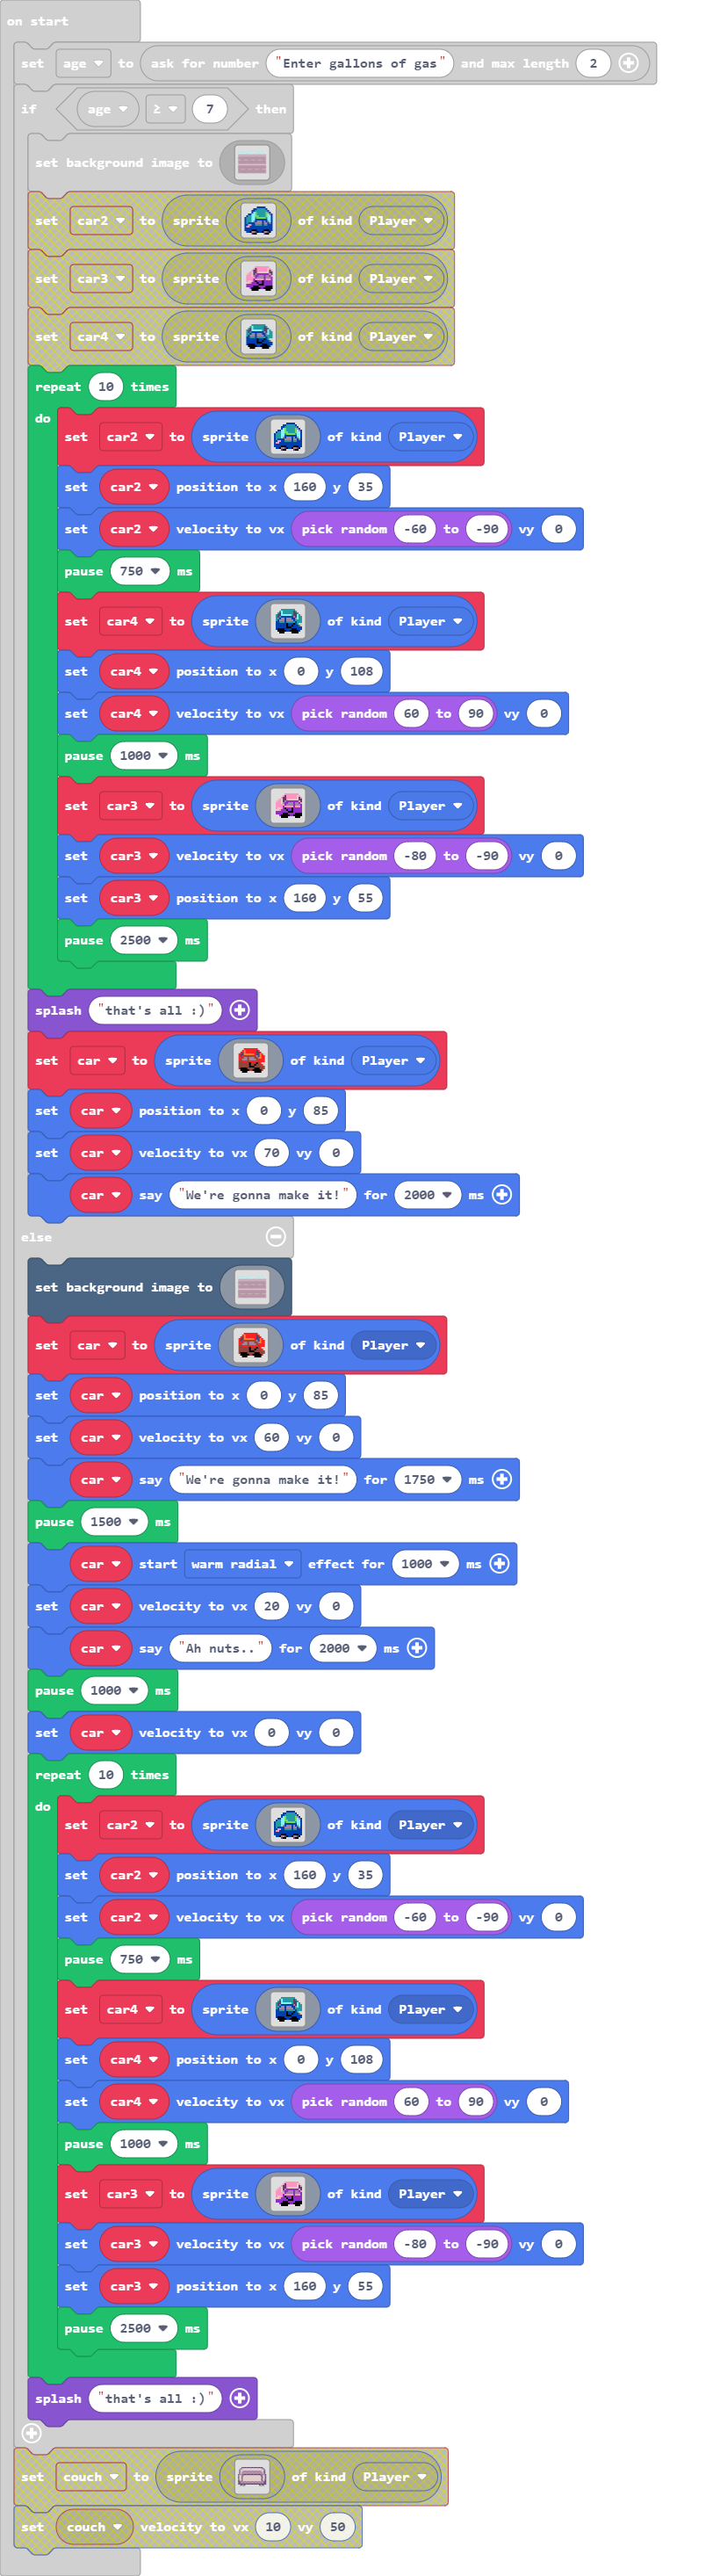 on start
set age to ask for number "Enter gallons of gas" and max length 2
if age ≥ 7 then
set background image to
set car2 to sprite of kind Player
set car3 to sprite of kind Player
set car4 to sprite of kind Player
repeat 10 times
do
set car2 to sprite of kind Player
set car2 position to x 160 y 35
set car2 velocity to vx pick random -60 to -90 vy 0
pause 750 ms
set car4 to sprite of kind Player
set car4 position to x 0 y 108
set car4 velocity to vx pick random 60 to 90 vy 0
pause 1000 ms
set car3 to sprite of kind Player
set car3 velocity to vx pick random -80 to -90 vy 0
set car3 position to x 160 y 55
pause 2500 ms
splash "that's all :)"
set car to sprite of kind Player
set car position to x 0 y 85
set car velocity to vx 70 vy 0
car say "We're gonna make it!" for 2000 ms
else
set background image to
set car to sprite of kind Player
set car position to x 0 y 85
set car velocity to vx 60 vy 0
car say "We're gonna make it!" for 1750 ms
pause 1500 ms
car start warm radial effect for 1000 ms
set car velocity to vx 20 vy 0
car say "Ah nuts.." for 2000 ms
pause 1000 ms
set car velocity to vx 0 vy 0
repeat 10 times
do
set car2 to sprite of kind Player
set car2 position to x 160 y 35
set car2 velocity to vx pick random -60 to -90 vy 0
pause 750 ms
set car4 to sprite of kind Player
set car4 position to x 0 y 108
set car4 velocity to vx pick random 60 to 90 vy 0
pause 1000 ms
set car3 to sprite of kind Player
set car3 velocity to vx pick random -80 to -90 vy 0
set car3 position to x 160 y 55
pause 2500 ms
splash "that's all :)"
set couch to sprite of kind Player
set couch velocity to vx 10 vy 50